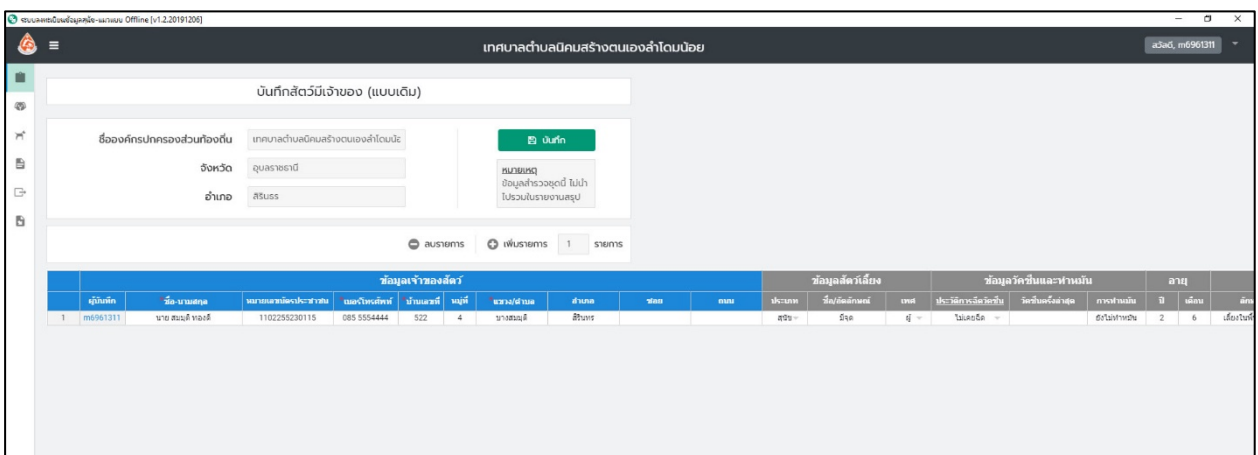 ระบบลงทะเบียนข้อมูลสุนัข-แมวแบบ Offline [v1.2.20191206]
เทศบาลตำบลนิคมสร้างตนเองลำโดมน้อย
สวัสดี, m6961311
บันทึกสัตว์มีเจ้าของ (แบบเดิม)
ชื่อองค์กรปกครองส่วนท้องถิ่น เทศบาลตำบลนิคมสร้างตนเองลำโดมน้อ
บันทึก
จังหวัด อุบลราชธานี
หมายเหตุ
ข้อมูลสำรวจชุดนี้ ไม่นำ
ไปรวมในรายงานสรุป
อำเภอ สิรินธร
ลบรายการ เพิ่มรายการ 1 รายการ
ข้อมูลเจ้าของสัตว์ ข้อมูลสัตว์เลี้ยง ข้อมูลวัคซีนและทำหมัน อายุ
ผู้บันทึก *ชื่อ-นามสกุล หมายเลขบัตรประชาชน *เบอร์โทรศัพท์ *บ้านเลขที่ หมู่ที่ *แขวง/ตำบล อำเภอ ซอย ถนน ประเภท ชื่อ/อัตลักษณ์ เพศ ประวัติการฉีดวัคซีน วัคซีนครั้งล่าสุด การทำหมัน ปี เดือน
1 m6961311 นาย สมมุติ ทองดี 1102255230115 085 5554444 522 4 บางสมมุติ สิรินทร สุนัข มีจุด ผู้ ไม่เคยฉีด ยังไม่ทำหมัน 2 6 เลี้ยงในพื้